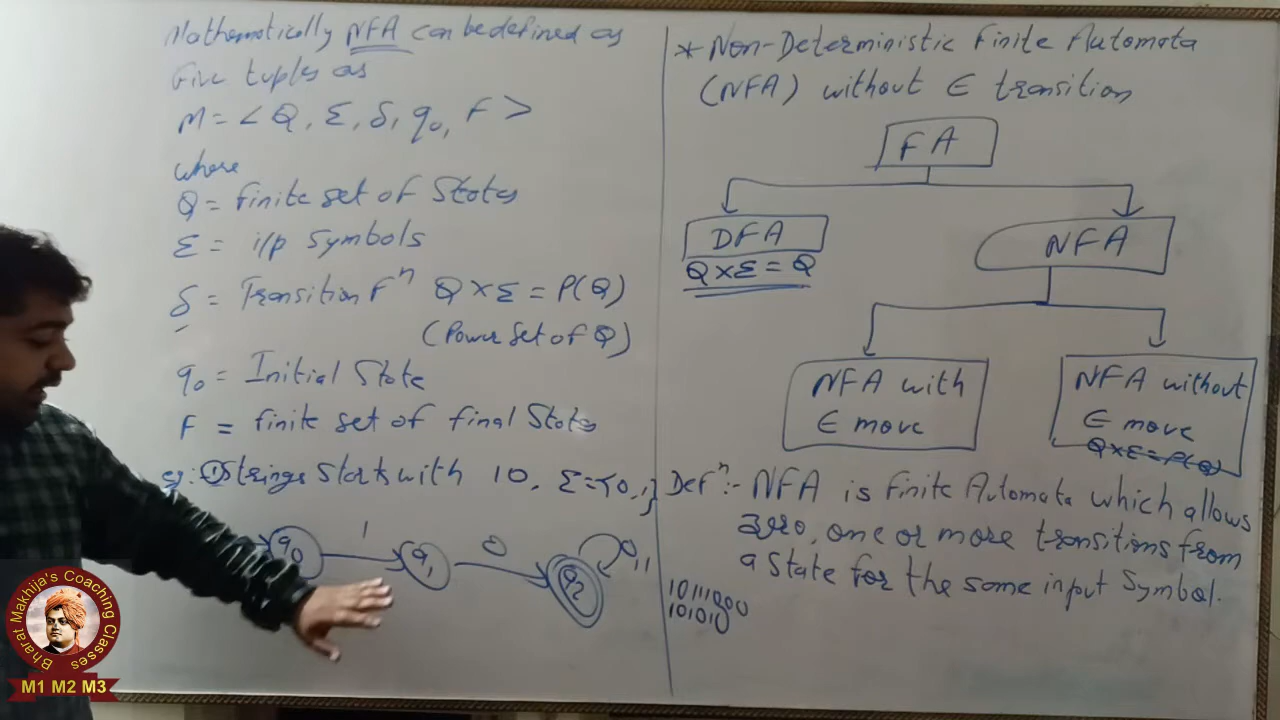 Mathematically NFA can be defined as
five tuples as
M = < Q, Σ, δ, q0, F >
where
Q = finite set of States
Σ = i/p Symbols
δ = Transition Fⁿ Q × Σ = P(Q)
(Power Set of Q)
q0 = Initial State
F = finite set of final States
eg: ① Strings Starts with 10, Σ = {0, 1}
q0
1
q1
0
q2
0,1
* Non-Deterministic Finite Automata
(NFA) without ∈ transition
FA
DFA
Q × Σ = Q
NFA
NFA with
∈ move
NFA without
∈ move
Q × Σ = P(Q)
Defⁿ :- NFA is Finite Automata which allows
zero, one or more transitions from
a State for the same input Symbol.
10111000
101010
Bharat Makhija's Coaching Classes
M1 M2 M3